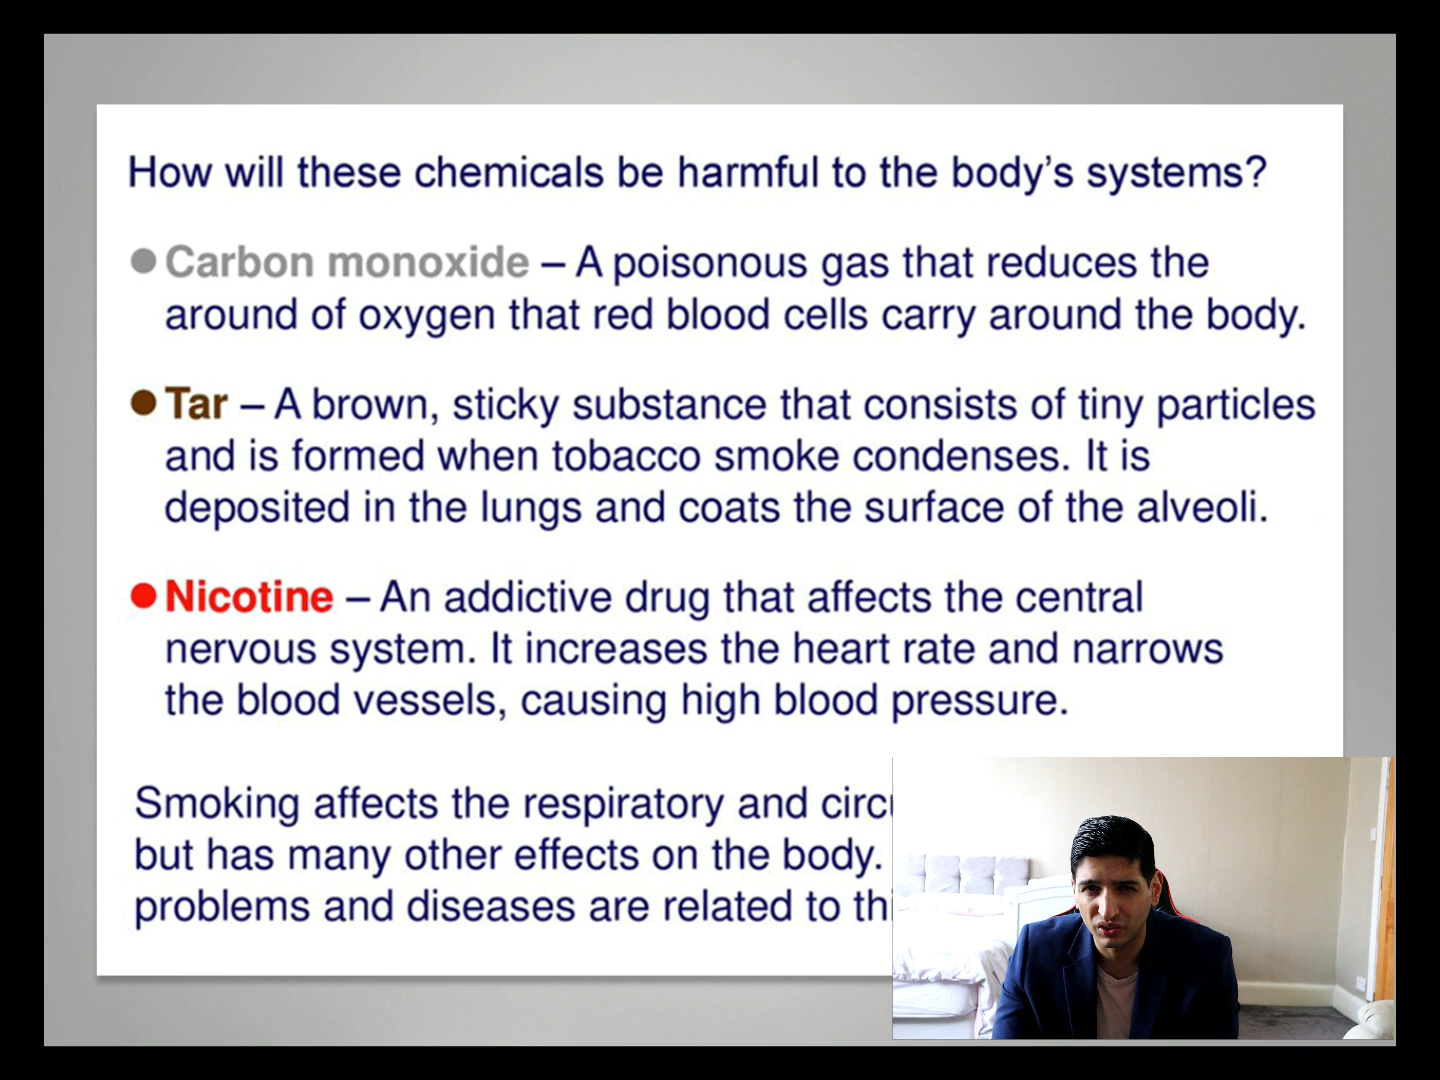 How will these chemicals be harmful to the body’s systems?
● Carbon monoxide – A poisonous gas that reduces the
around of oxygen that red blood cells carry around the body.
● Tar – A brown, sticky substance that consists of tiny particles
and is formed when tobacco smoke condenses. It is
deposited in the lungs and coats the surface of the alveoli.
● Nicotine – An addictive drug that affects the central
nervous system. It increases the heart rate and narrows
the blood vessels, causing high blood pressure.
Smoking affects the respiratory and
but has many other effects on the body.
problems and diseases are related to